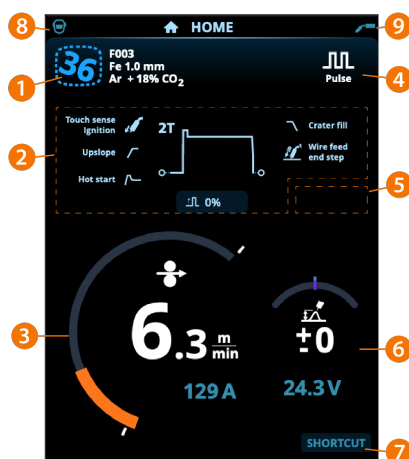 8
HOME
9
36
F003
Fe 1.0 mm
Ar + 18% CO2
1
Pulse
4
Touch sense
Ignition
2T
Crater fill
2
Upslope
Wire feed
end step
Hot start
5
0%
3
6.3 m/min
±0
6
129 A
24.3 V
SHORTCUT
7